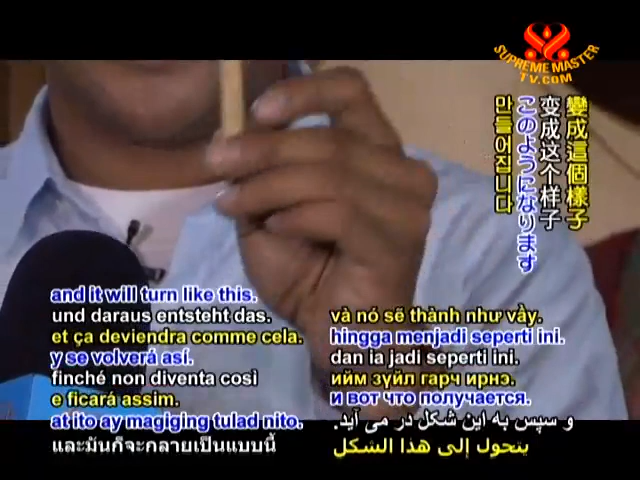 SUPREME MASTER
TV.COM
變成這個樣子
变成这个样子
このようになります
만들어집니다
and it will turn like this.
und daraus entsteht das.
et ça deviendra comme cela.
y se volverá así.
finché non diventa così
e ficará assim.
at ito ay magiging tulad nito.
และมันก็จะกลายเป็นแบบนี้
và nó sẽ thành như vầy.
hingga menjadi seperti ini.
dan ia jadi seperti ini.
ийм зүйл гарч ирнэ.
и вот что получается.
و سپس به این شکل در می آید.
يتحول إلى هذا الشكل